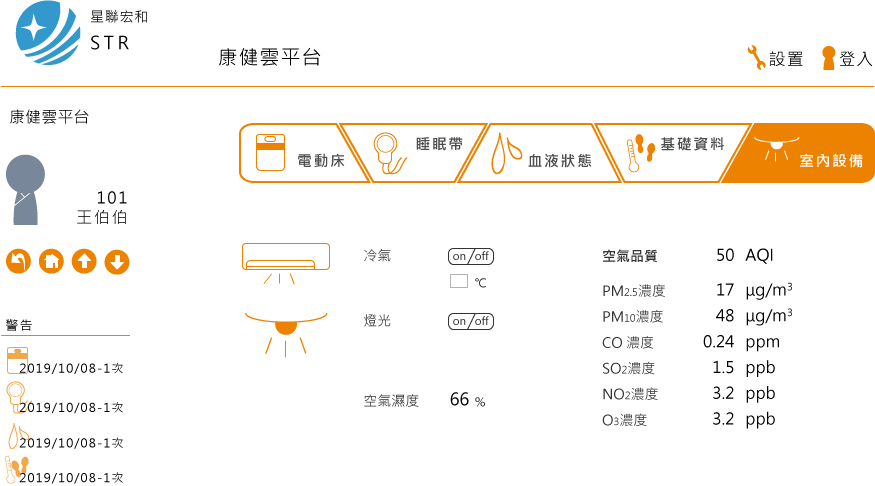 星聯宏和
STR
康健雲平台
設置
登入
康健雲平台
101
王伯伯
警告
2019/10/08-1次
2019/10/08-1次
2019/10/08-1次
2019/10/08-1次
電動床
睡眠帶
血液狀態
基礎資料
室內設備
冷氣 on/off
℃
燈光 on/off
空氣濕度 66 %
空氣品質 50 AQI
PM2.5濃度 17 μg/m³
PM10濃度 48 μg/m³
CO 濃度 0.24 ppm
SO2濃度 1.5 ppb
NO2濃度 3.2 ppb
O3濃度 3.2 ppb